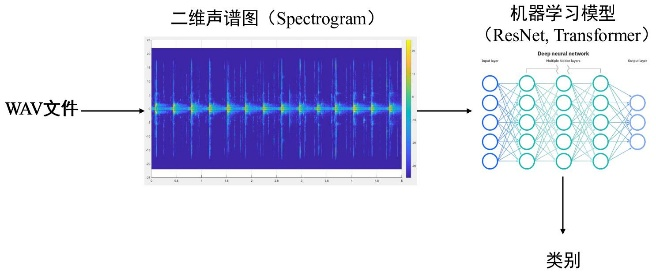 二维声谱图（Spectrogram）
机器学习模型
（ResNet, Transformer）
Deep neural network
Input layer
Multiple hidden layers
Output layer
WAV文件
类别